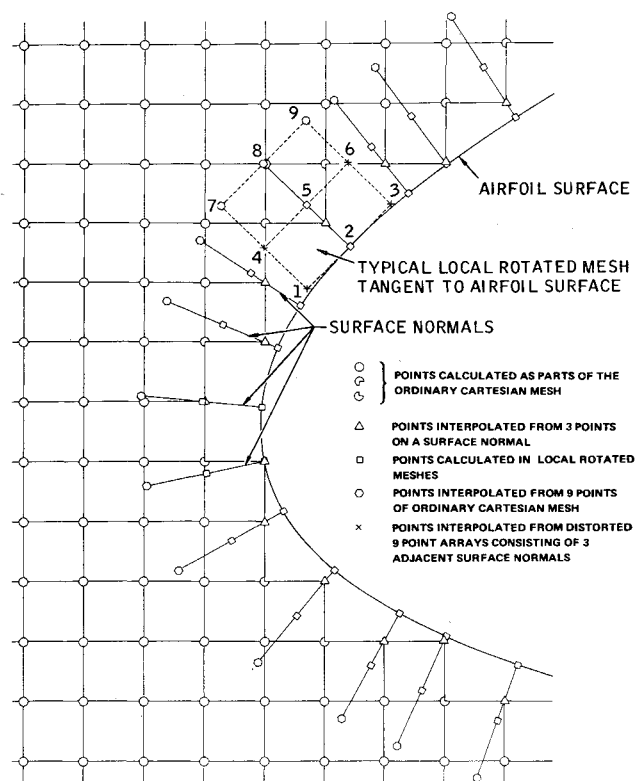 9
8
6
7
5
3
AIRFOIL SURFACE
2
4
TYPICAL LOCAL ROTATED MESH
TANGENT TO AIRFOIL SURFACE
1
SURFACE NORMALS
POINTS CALCULATED AS PARTS OF THE
ORDINARY CARTESIAN MESH
POINTS INTERPOLATED FROM 3 POINTS
ON A SURFACE NORMAL
POINTS CALCULATED IN LOCAL ROTATED
MESHES
POINTS INTERPOLATED FROM 9 POINTS
OF ORDINARY CARTESIAN MESH
POINTS INTERPOLATED FROM DISTORTED
9 POINT ARRAYS CONSISTING OF 3
ADJACENT SURFACE NORMALS